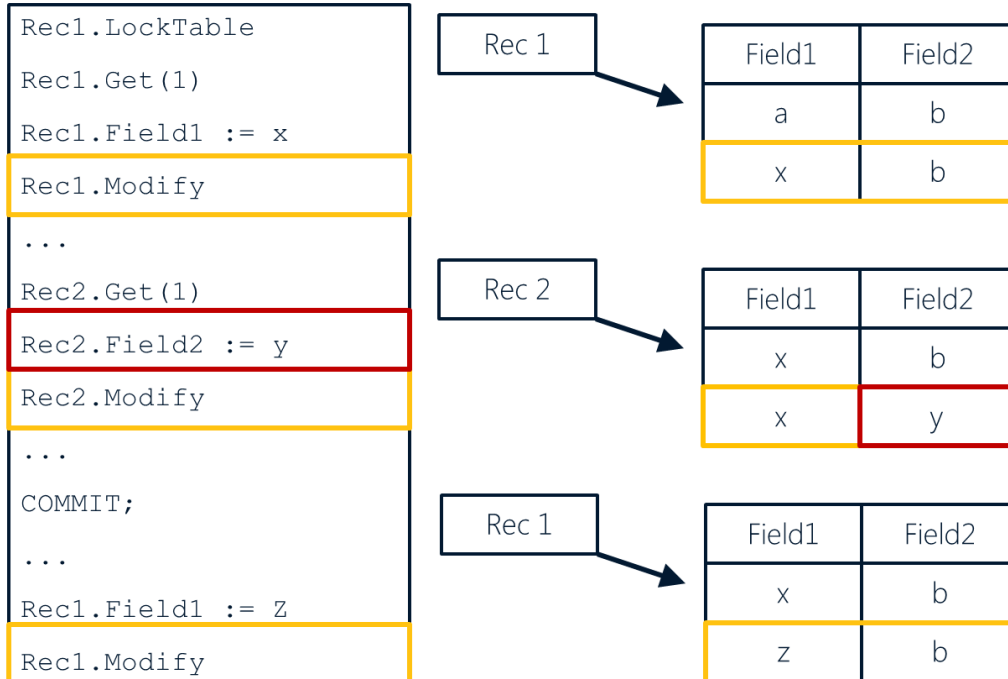 Rec1.LockTable
Rec1.Get(1)
Rec1.Field1 := x
Rec1.Modify
...
Rec2.Get(1)
Rec2.Field2 := y
Rec2.Modify
...
COMMIT;
...
Rec1.Field1 := Z
Rec1.Modify
Rec 1
Field1 Field2
a b
x b
Rec 2
Field1 Field2
x b
x y
Rec 1
Field1 Field2
x b
z b